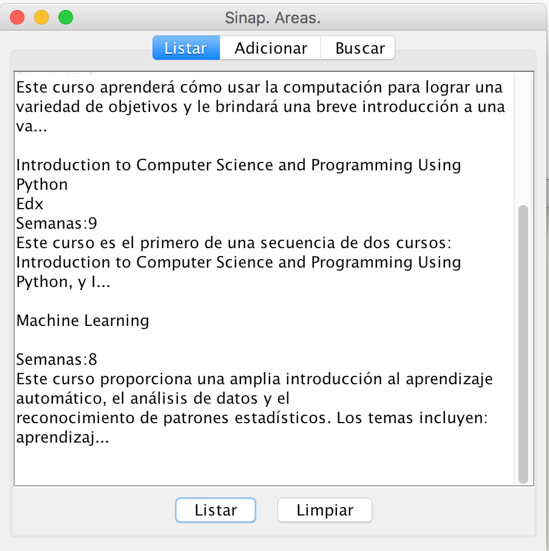 Sinap. Areas.
Listar Adicionar Buscar
Este curso aprenderá cómo usar la computación para lograr una
variedad de objetivos y le brindará una breve introducción a una
va...
Introduction to Computer Science and Programming Using
Python
Edx
Semanas:9
Este curso es el primero de una secuencia de dos cursos:
Introduction to Computer Science and Programming Using
Python, y I...
Machine Learning
Semanas:8
Este curso proporciona una amplia introducción al aprendizaje
automático, el análisis de datos y el
reconocimiento de patrones estadísticos. Los temas incluyen:
aprendizaj...
Listar Limpiar